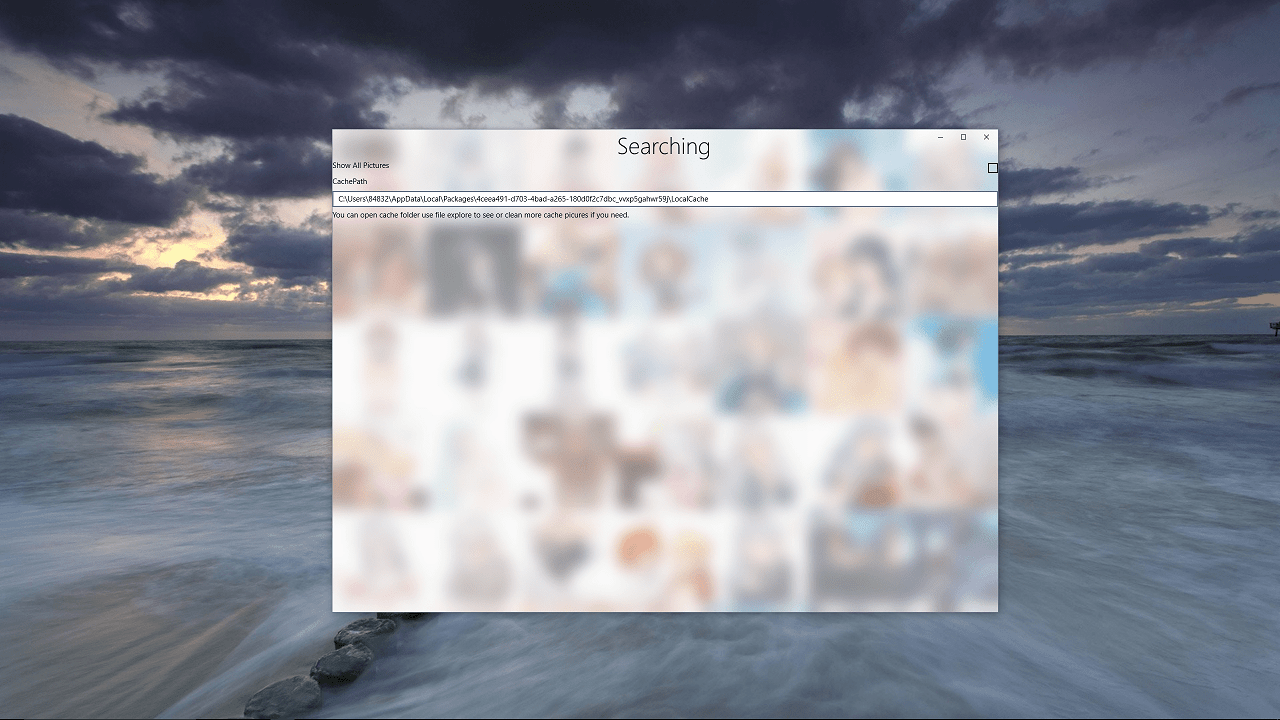 Searching
Show All Pictures
CachePath
C:\Users\84832\AppData\Local\Packages\4ceea491-d703-4bad-a265-180d0f2c7dbc_vvxp5gahwr59j\LocalCache
You can open cache folder use file explore to see or clean more cache picures if you need.